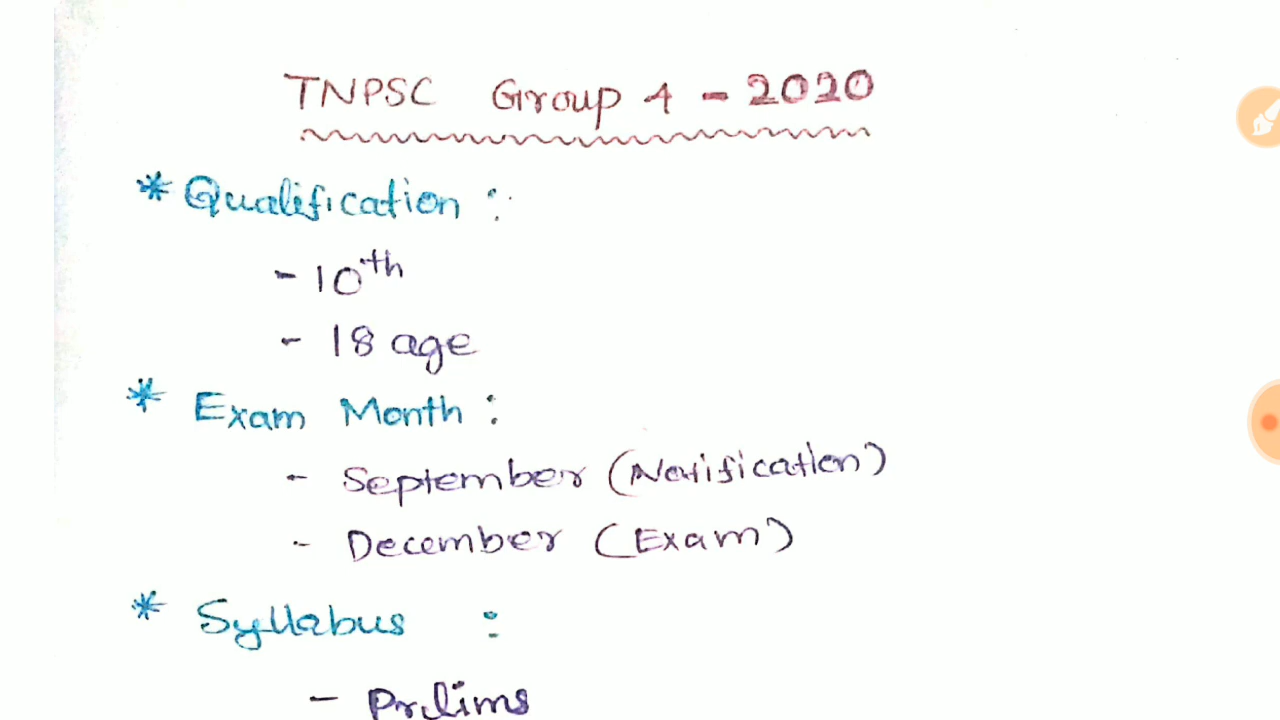 TNPSC Group 4 - 2020
* Qualification :
- 10th
- 18 age
* Exam Month :
- September (Notification)
- December (Exam)
* Syllabus :
- Prelims